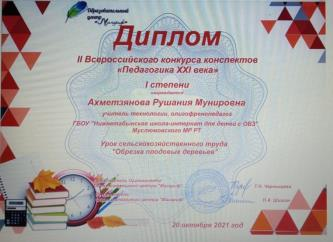 Образовательный
центр
Диплом
II Всероссийского конкурса конспектов
«Педагогика XXI века»
I степени
награждается
Ахметзянова Рушания Мунировна
учитель технологии, олигофренопедагог
ГБОУ "Нижнетабынская школа-интернат для детей с ОВЗ"
Муслюмовского МР РТ
Урок сельскохозяйственного труда
"Обрезка плодовых деревьев"
20 октября 2021 год